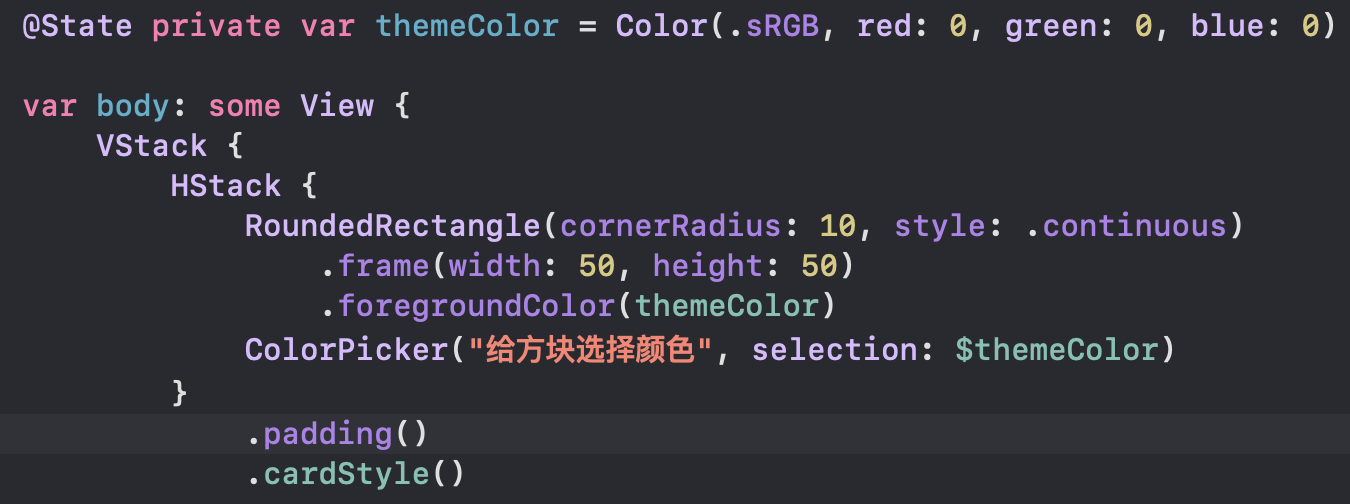 @State private var themeColor = Color(.sRGB, red: 0, green: 0, blue: 0)
var body: some View {
VStack {
HStack {
RoundedRectangle(cornerRadius: 10, style: .continuous)
.frame(width: 50, height: 50)
.foregroundColor(themeColor)
ColorPicker("给方块选择颜色", selection: $themeColor)
}
.padding()
.cardStyle()